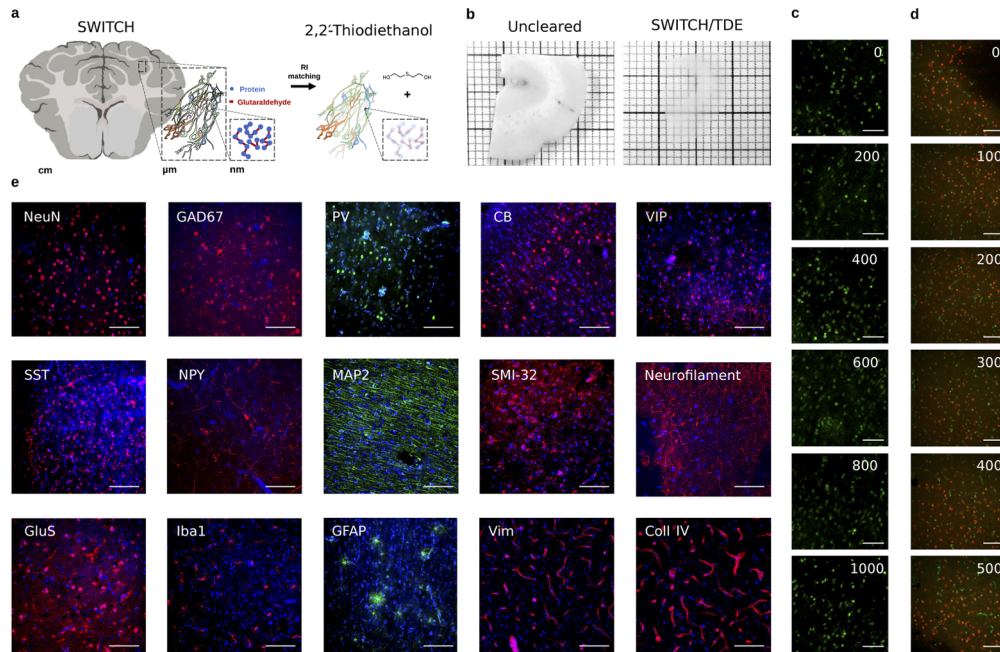 a
SWITCH
2,2'-Thiodiethanol
RI
matching
Protein
Glutaraldehyde
HO
OH
+
cm
µm
nm
b
Uncleared
SWITCH/TDE
c
0
200
400
600
800
1000
d
0
100
200
300
400
500
e
NeuN
GAD67
PV
CB
VIP
SST
NPY
MAP2
SMI-32
Neurofilament
GluS
Iba1
GFAP
Vim
Coll IV